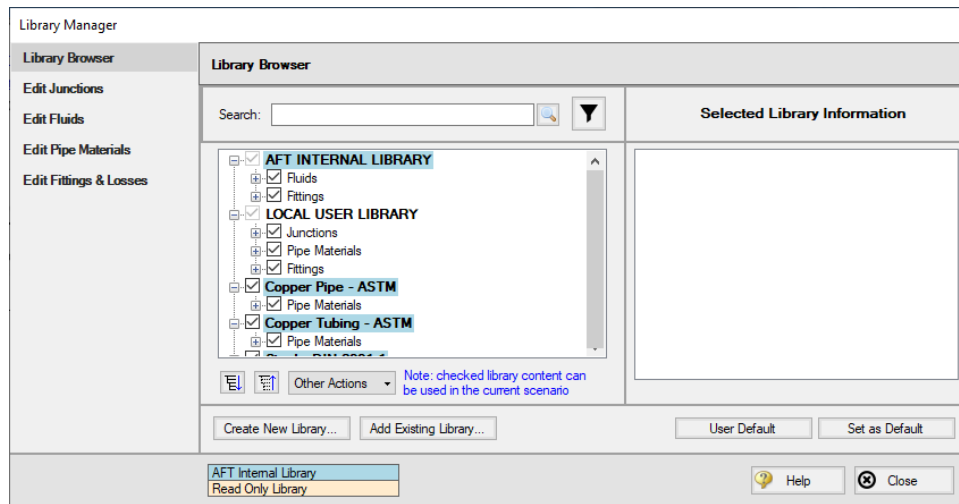 Library Manager
Library Browser
Edit Junctions
Edit Fluids
Edit Pipe Materials
Edit Fittings & Losses
Library Browser
Search:
Selected Library Information
AFT INTERNAL LIBRARY
Fluids
Fittings
LOCAL USER LIBRARY
Junctions
Pipe Materials
Fittings
Copper Pipe - ASTM
Pipe Materials
Copper Tubing - ASTM
Pipe Materials
Other Actions
Note: checked library content can
be used in the current scenario
Create New Library...
Add Existing Library...
User Default
Set as Default
AFT Internal Library
Read Only Library
Help
Close